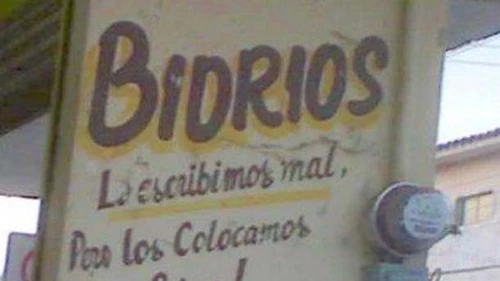 BIDRIOS
Lo escribimos mal,
Pero los Colocamos